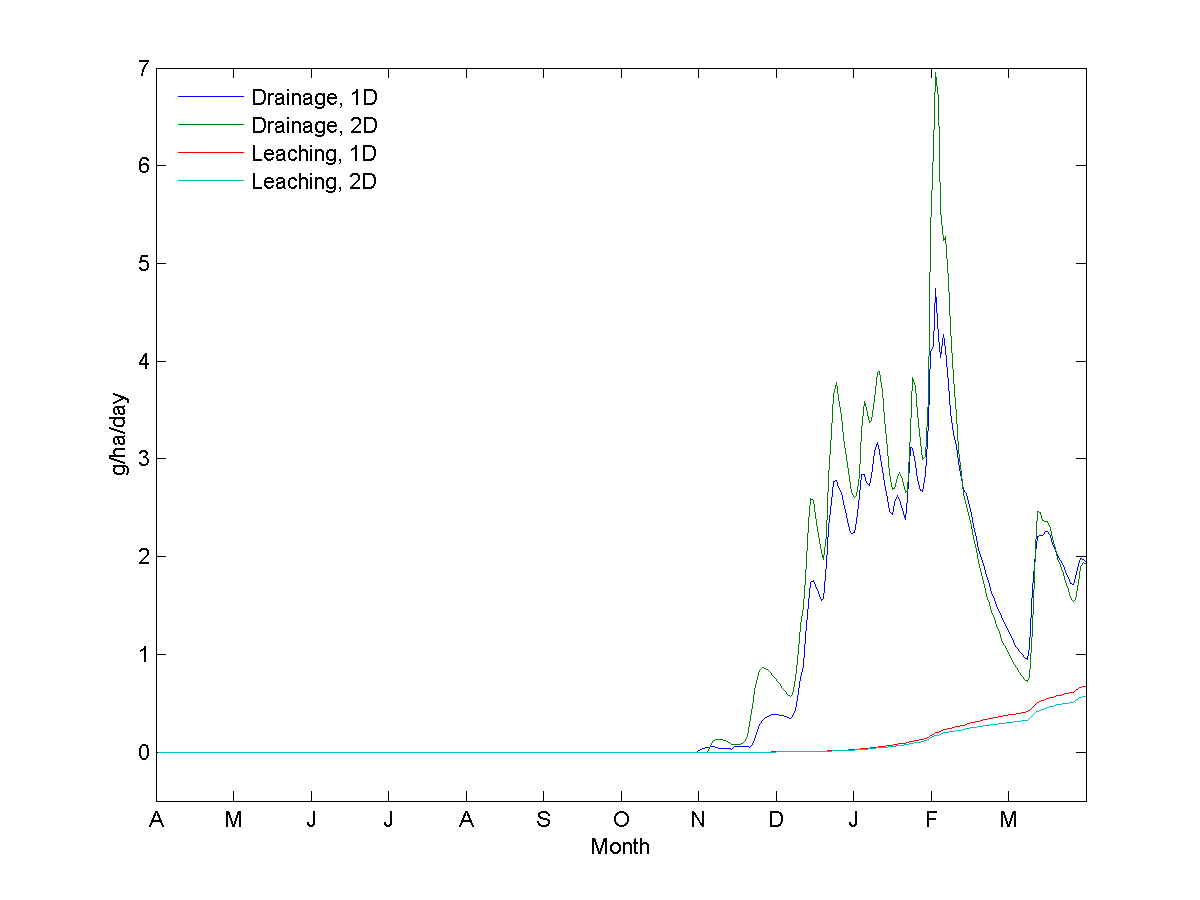 7
6
5
4
3
2
1
0
g/ha/day
Drainage, 1D
Drainage, 2D
Leaching, 1D
Leaching, 2D
A M J J A S O N D J F M
Month